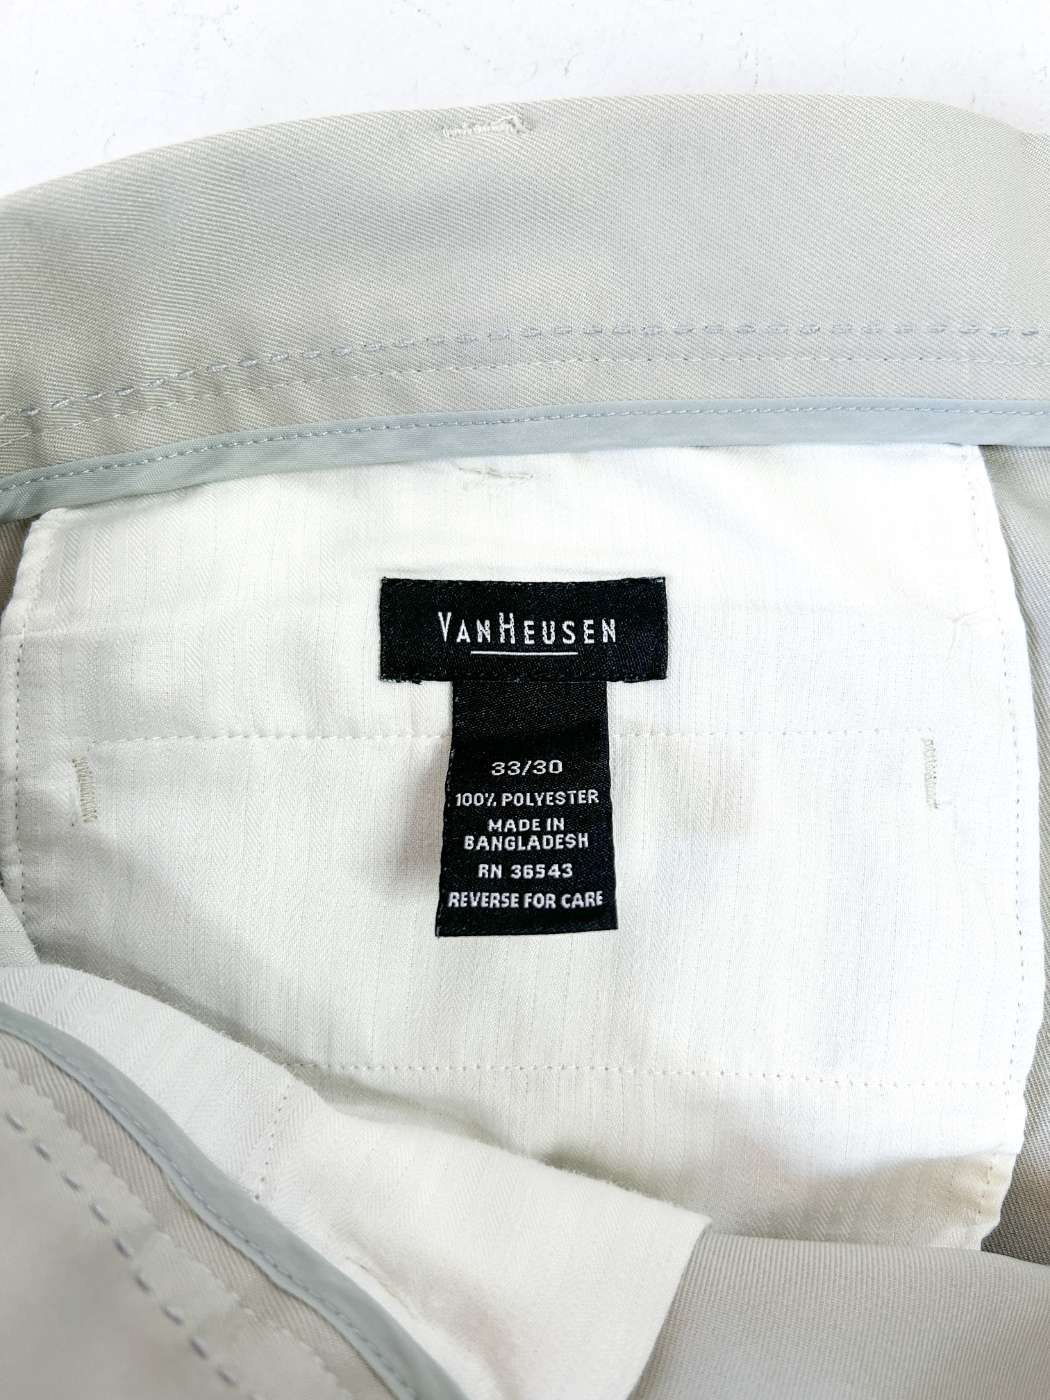 VANHEUSEN
33/30
100% POLYESTER
MADE IN
BANGLADESH
RN 36543
REVERSE FOR CARE